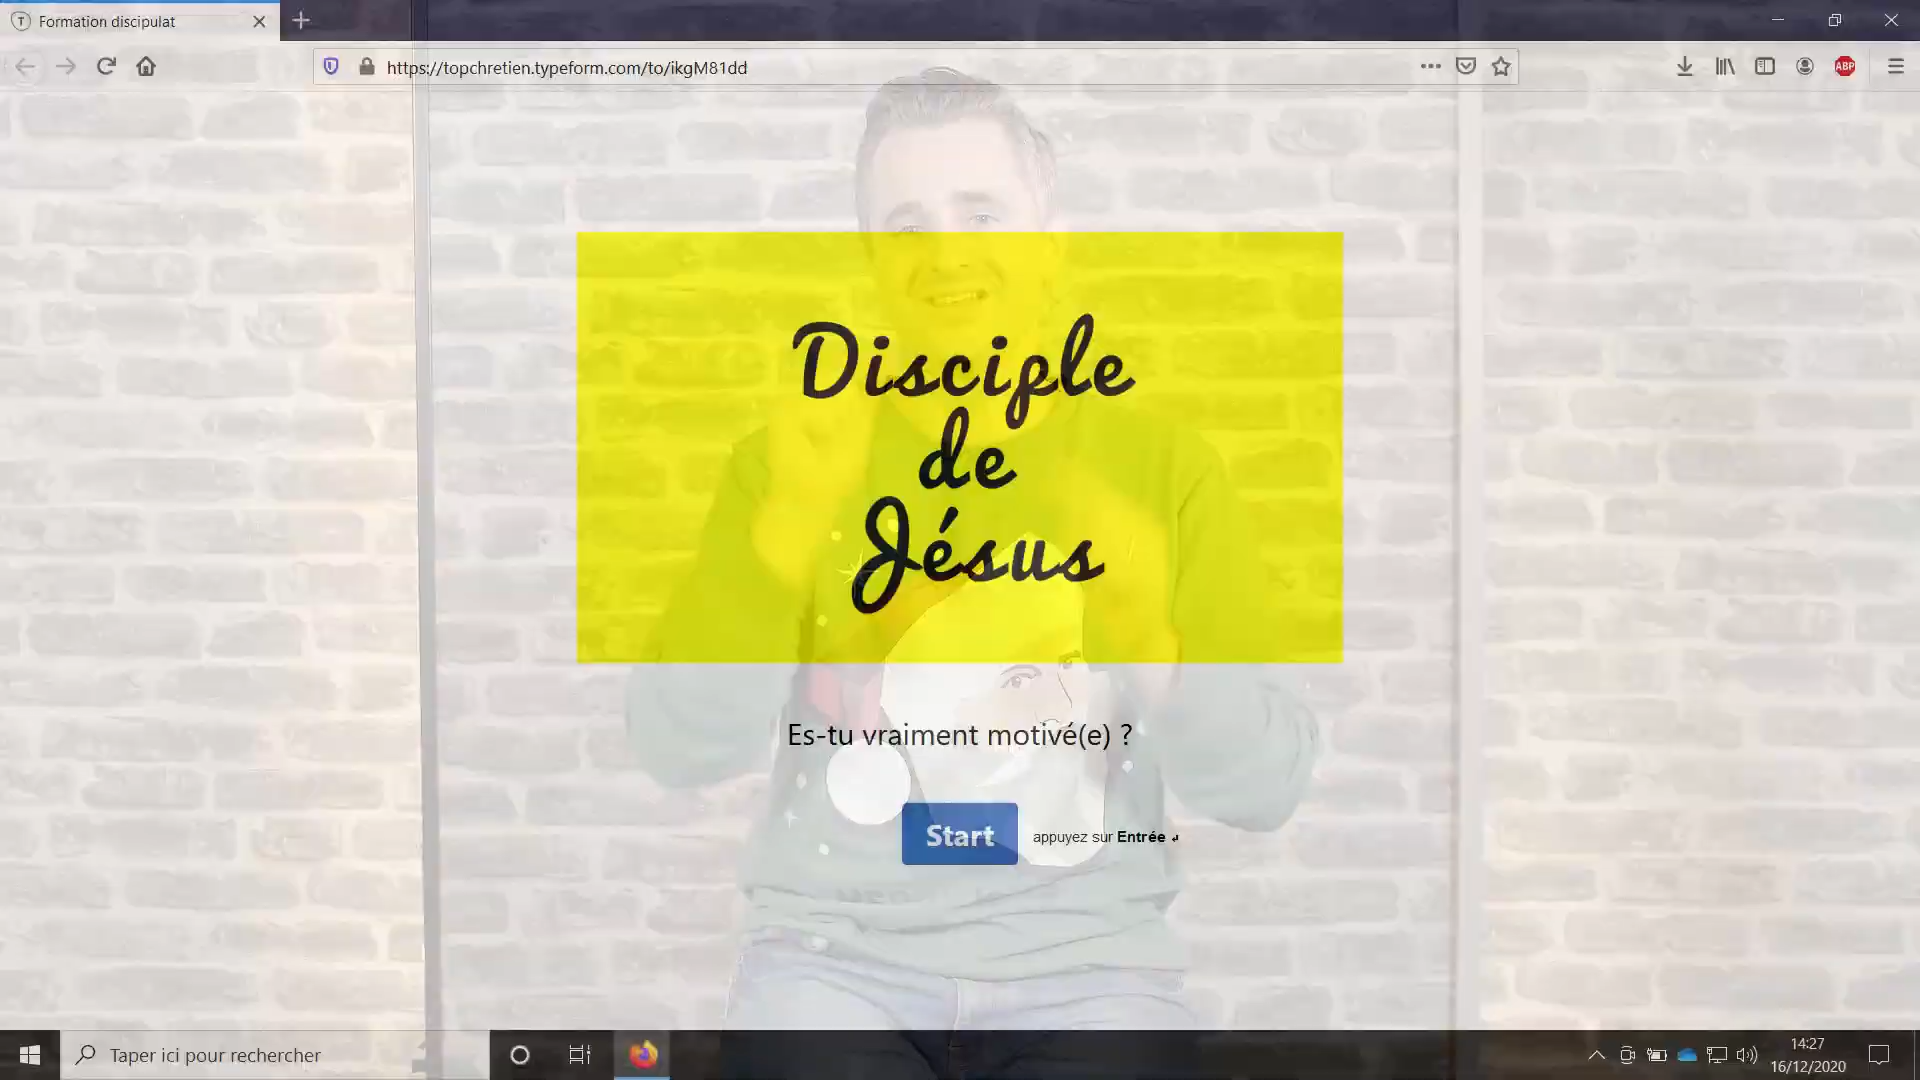 Formation discipulat
https://topchretien.typeform.com/to/ikgM81dd
ABP
Disciple
de
Jésus
Es-tu vraiment motivé(e) ?
Start
appuyez sur Entrée
Taper ici pour rechercher
14:27
16/12/2020